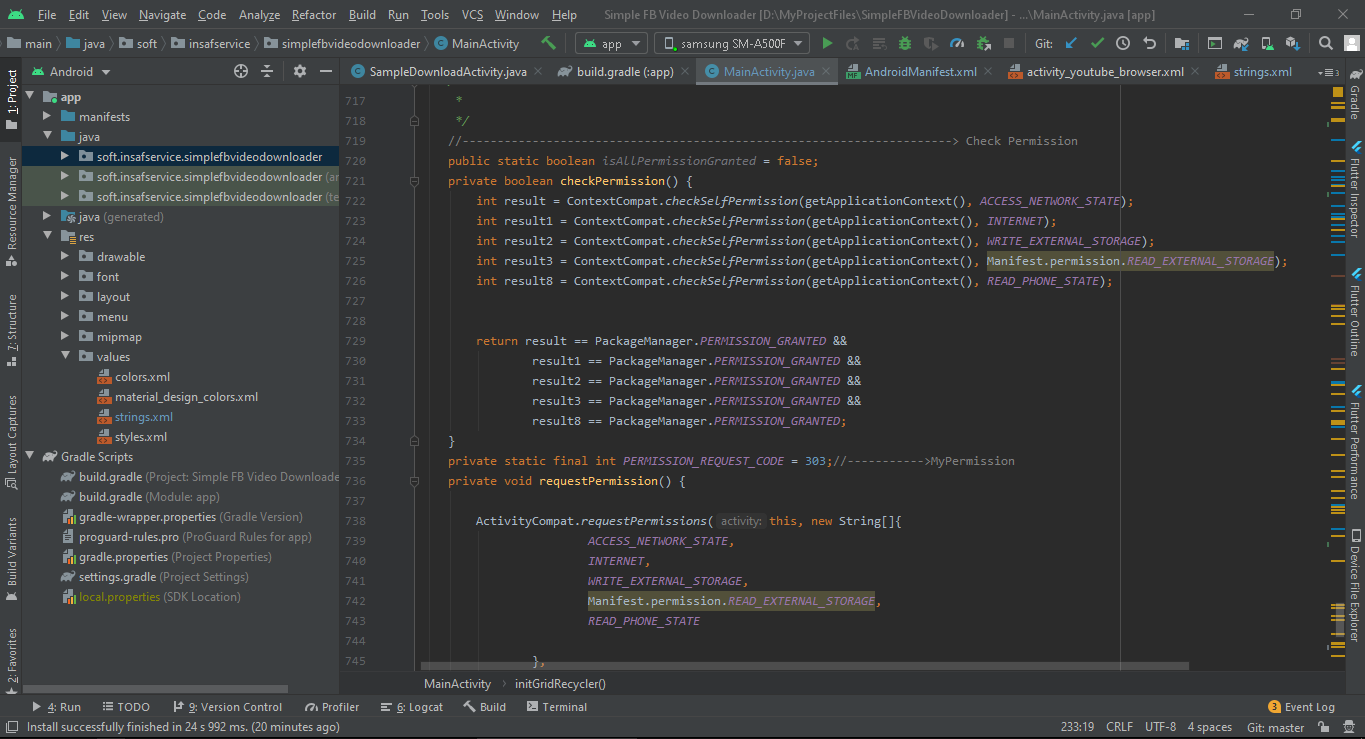 File Edit View Navigate Code Analyze Refactor Build Run Tools VCS Window Help Simple FB Video Downloader [D:\MyProjectFiles\SimpleFBVideoDownloader] - ...\MainActivity.java [app]
main java soft insafservice simplefbvideodownloader MainActivity app samsung SM-A500F Git:
Android SampleDownloadActivity.java build.gradle (:app) MainActivity.java AndroidManifest.xml activity_youtube_browser.xml strings.xml 3
1: Project
Resource Manager
7: Structure
Layout Captures
Build Variants
2: Favorites
app
manifests
java
soft.insafservice.simplefbvideodownloader
soft.insafservice.simplefbvideodownloader (ar
soft.insafservice.simplefbvideodownloader (te
java (generated)
res
drawable
font
layout
menu
mipmap
values
colors.xml
material_design_colors.xml
strings.xml
styles.xml
Gradle Scripts
build.gradle (Project: Simple FB Video Downloade
build.gradle (Module: app)
gradle-wrapper.properties (Gradle Version)
proguard-rules.pro (ProGuard Rules for app)
gradle.properties (Project Properties)
settings.gradle (Project Settings)
local.properties (SDK Location)
717 *
718 */
719 //----------------------------------------------------------------------> Check Permission
720 public static boolean isAllPermissionGranted = false;
721 private boolean checkPermission() {
722 int result = ContextCompat.checkSelfPermission(getApplicationContext(), ACCESS_NETWORK_STATE);
723 int result1 = ContextCompat.checkSelfPermission(getApplicationContext(), INTERNET);
724 int result2 = ContextCompat.checkSelfPermission(getApplicationContext(), WRITE_EXTERNAL_STORAGE);
725 int result3 = ContextCompat.checkSelfPermission(getApplicationContext(), Manifest.permission.READ_EXTERNAL_STORAGE);
726 int result8 = ContextCompat.checkSelfPermission(getApplicationContext(), READ_PHONE_STATE);
727
728
729 return result == PackageManager.PERMISSION_GRANTED &&
730 result1 == PackageManager.PERMISSION_GRANTED &&
731 result2 == PackageManager.PERMISSION_GRANTED &&
732 result3 == PackageManager.PERMISSION_GRANTED &&
733 result8 == PackageManager.PERMISSION_GRANTED;
734 }
735 private static final int PERMISSION_REQUEST_CODE = 303;//----------->MyPermission
736 private void requestPermission() {
737
738 ActivityCompat.requestPermissions( activity: this, new String[]{
739 ACCESS_NETWORK_STATE,
740 INTERNET,
741 WRITE_EXTERNAL_STORAGE,
742 Manifest.permission.READ_EXTERNAL_STORAGE,
743 READ_PHONE_STATE
744
745 },
Gradle
Flutter Inspector
Flutter Outline
Flutter Performance
Device File Explorer
MainActivity initGridRecycler()
4: Run TODO 9: Version Control Profiler 6: Logcat Build Terminal 3 Event Log
Install successfully finished in 24 s 992 ms. (20 minutes ago) 233:19 CRLF UTF-8 4 spaces Git: master